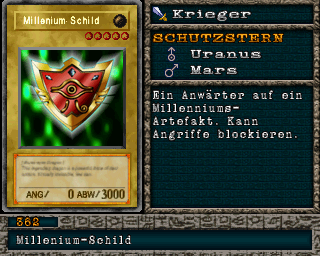 Millenium-Schild
ANG/ 0 ABW/3000
Krieger
SCHUTZSTERN
Uranus
Mars
Ein Anwärter auf ein
Millenniums-
Artefakt. Kann
Angriffe blockieren.
362
Millenium-Schild